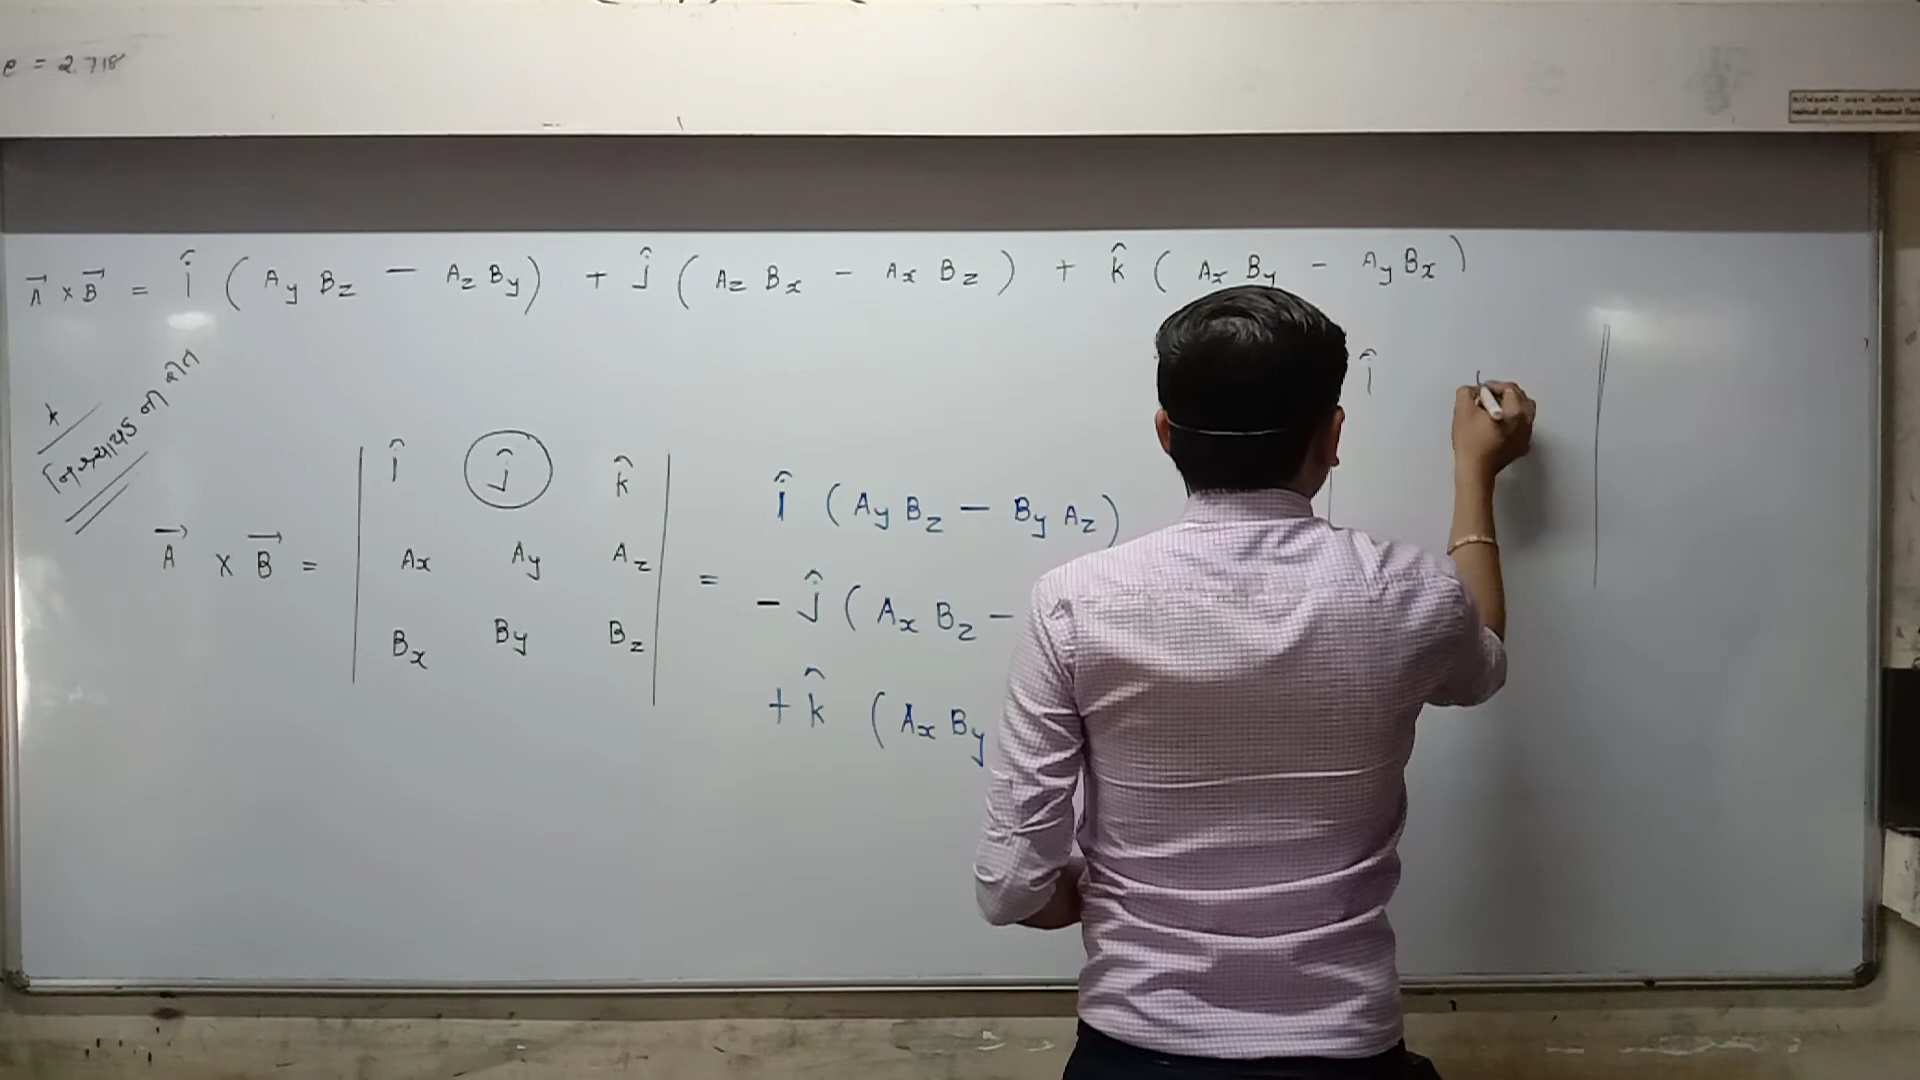 e = 2.718
A⃗ × B⃗ = î ( Ay Bz − Az By ) + ĵ ( Az Bx − Ax Bz ) + k̂ ( Ax By − Ay Bx )
* નિશ્ચાયક ની રીત
A⃗ × B⃗ = | î ĵ k̂ |
| Ax Ay Az |
| Bx By Bz |
= î ( Ay Bz − By Az )
− ĵ ( Ax Bz −
+ k̂ ( Ax By
î